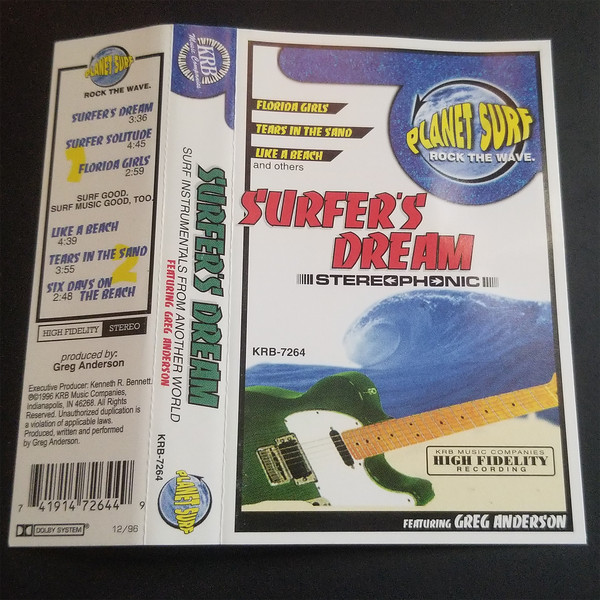 PLANET SURF
ROCK THE WAVE.
SURFER'S DREAM
3:36
SURFER SOLITUDE
4:45
1
FLORIDA GIRLS
2:59
SURF GOOD.
SURF MUSIC GOOD, TOO.
LIKE A BEACH
4:39
2
TEARS IN THE SAND
3:55
SIX DAYS ON
2:48 THE BEACH
HIGH FIDELITY STEREO
produced by:
Greg Anderson
Executive Producer: Kenneth R. Bennett.
℗©1996 KRB Music Companies,
Indianapolis, IN 46268. All Rights
Reserved. Unauthorized duplication is
a violation of applicable laws.
Produced, written and performed
by Greg Anderson.
7 41914 72644 9
DOLBY SYSTEM®
12/96
KRB
Music Companies
SURFER'S DREAM
SURF INSTRUMENTALS FROM ANOTHER WORLD
FEATURING GREG ANDERSON
KRB-7264
PLANET SURF
FLORIDA GIRLS
TEARS IN THE SAND
LIKE A BEACH
and others
PLANET SURF
ROCK THE WAVE.
SURFER'S
DREAM
STEREOPHONIC
KRB-7264
KRB MUSIC COMPANIES
HIGH FIDELITY
RECORDING
FEATURING GREG ANDERSON